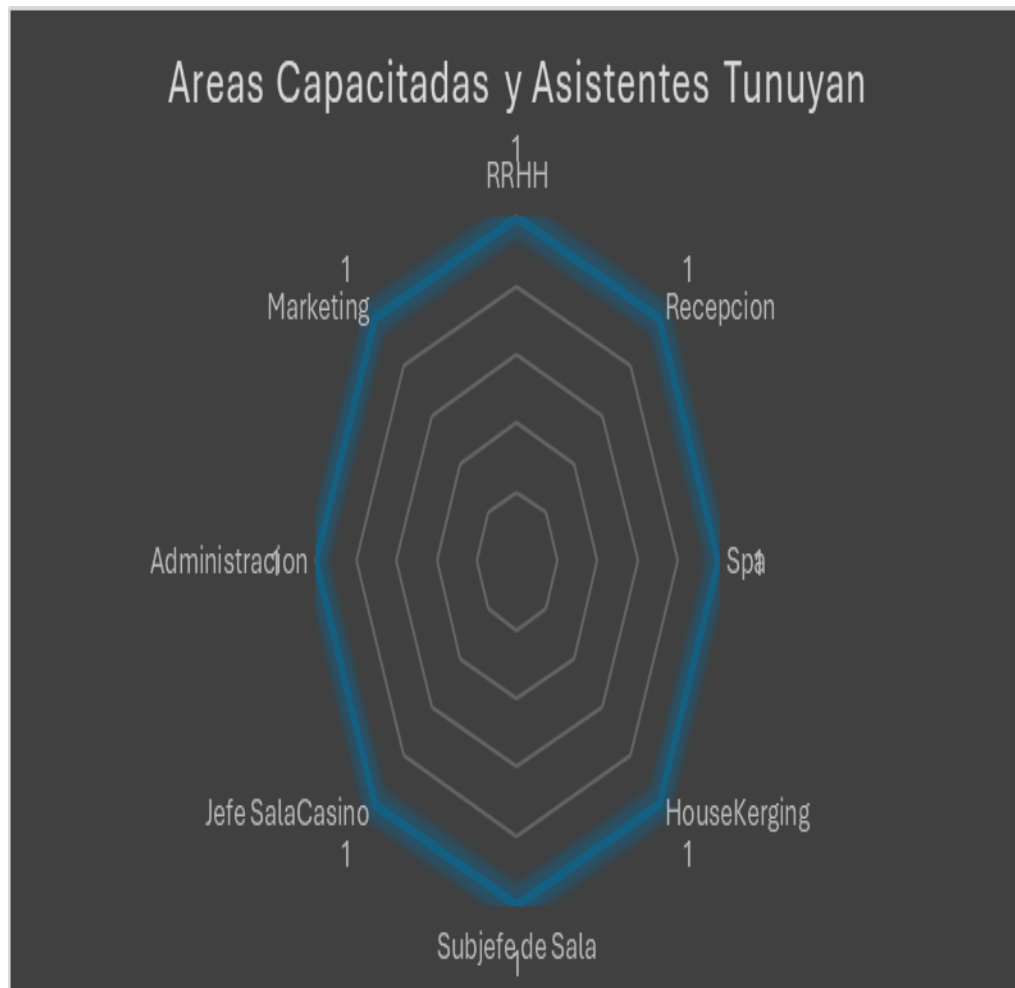 Areas Capacitadas y Asistentes Tunuyan
1
RRHH
1
Recepcion
Spa
1
HouseKerging
1
Subjefe de Sala
1
Jefe SalaCasino
1
Administracion
1
Marketing
1